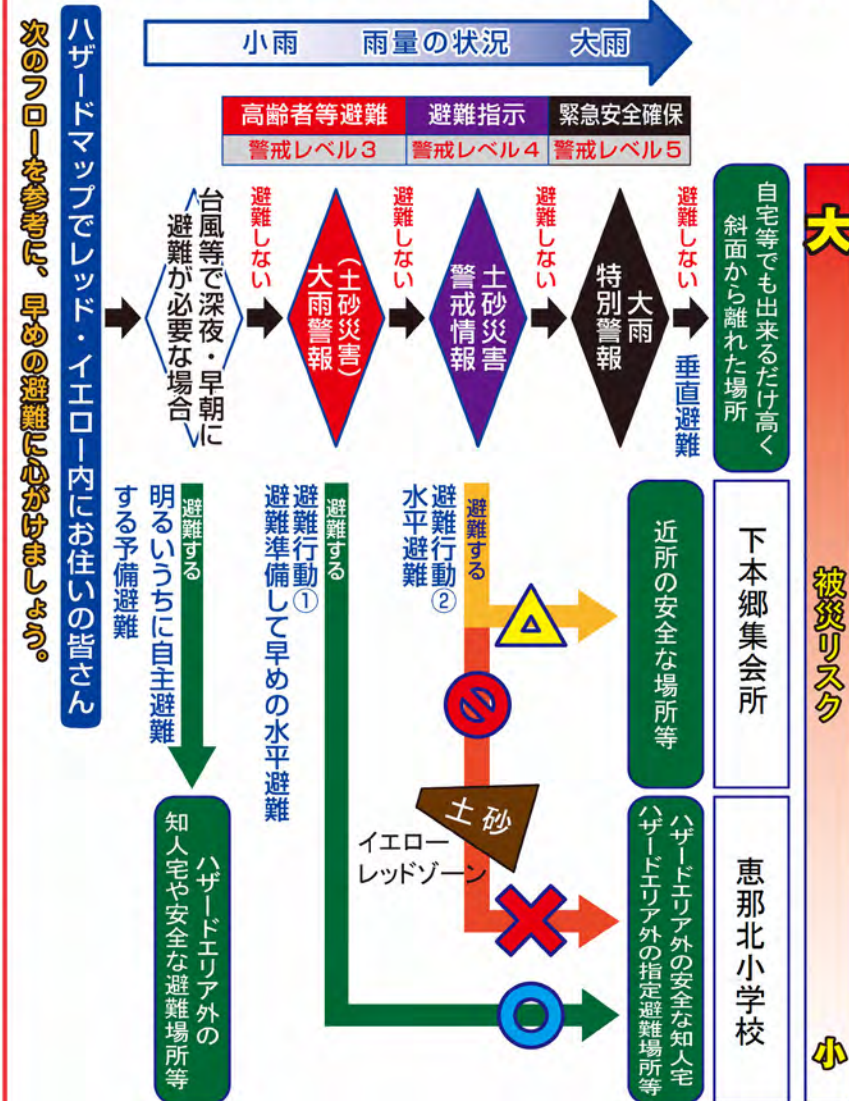 小雨 雨量の状況 大雨
高齢者等避難
警戒レベル3
避難指示
警戒レベル4
緊急安全確保
警戒レベル5
次のフローを参考に、早めの避難に心がけましょう。
ハザードマップでレッド・イエロー内にお住いの皆さん
台風等で深夜・早朝に
避難が必要な場合
避難しない
(土砂災害)
大雨警報
避難しない
土砂災害
警戒情報
避難しない
大雨
特別警報
避難しない
垂直避難
自宅等でも出来るだけ高く
斜面から離れた場所
避難する
明るいうちに自主避難
する予備避難
ハザードエリア外の
知人宅や安全な避難場所等
避難する
避難行動①
避難準備して早めの水平避難
避難する
避難行動②
水平避難
土砂
イエロー
レッドゾーン
近所の安全な場所等
下本郷集会所
ハザードエリア外の安全な知人宅
ハザードエリア外の指定避難場所等
恵那北小学校
大
被災リスク
小